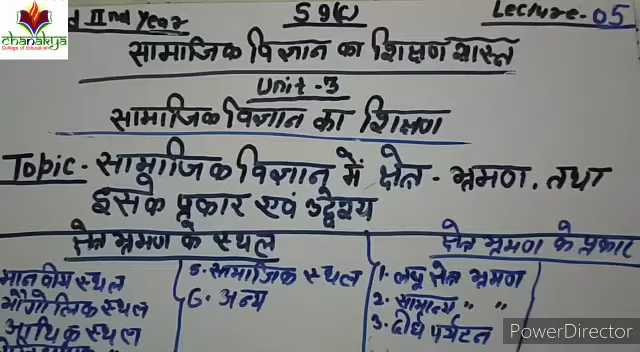 chanakya
College of Education
IInd Year S9(C) Lecture-05
सामाजिक विज्ञान का शिक्षण शास्त्र
Unit-3
सामाजिक विज्ञान का शिक्षण
Topic- सामाजिक विज्ञान में क्षेत्र-भ्रमण. तथा
इसके प्रकार एवं उद्देश्य
क्षेत्र भ्रमण के स्थल
क्षेत्र भ्रमण के प्रकार
मानवीय स्थल
भौगोलिक स्थल
आर्थिक स्थल
5. सामाजिक स्थल
6. अन्य
1. लघु क्षेत्र भ्रमण
2. सामान्य " "
3. दीर्घ पर्यटन
PowerDirector